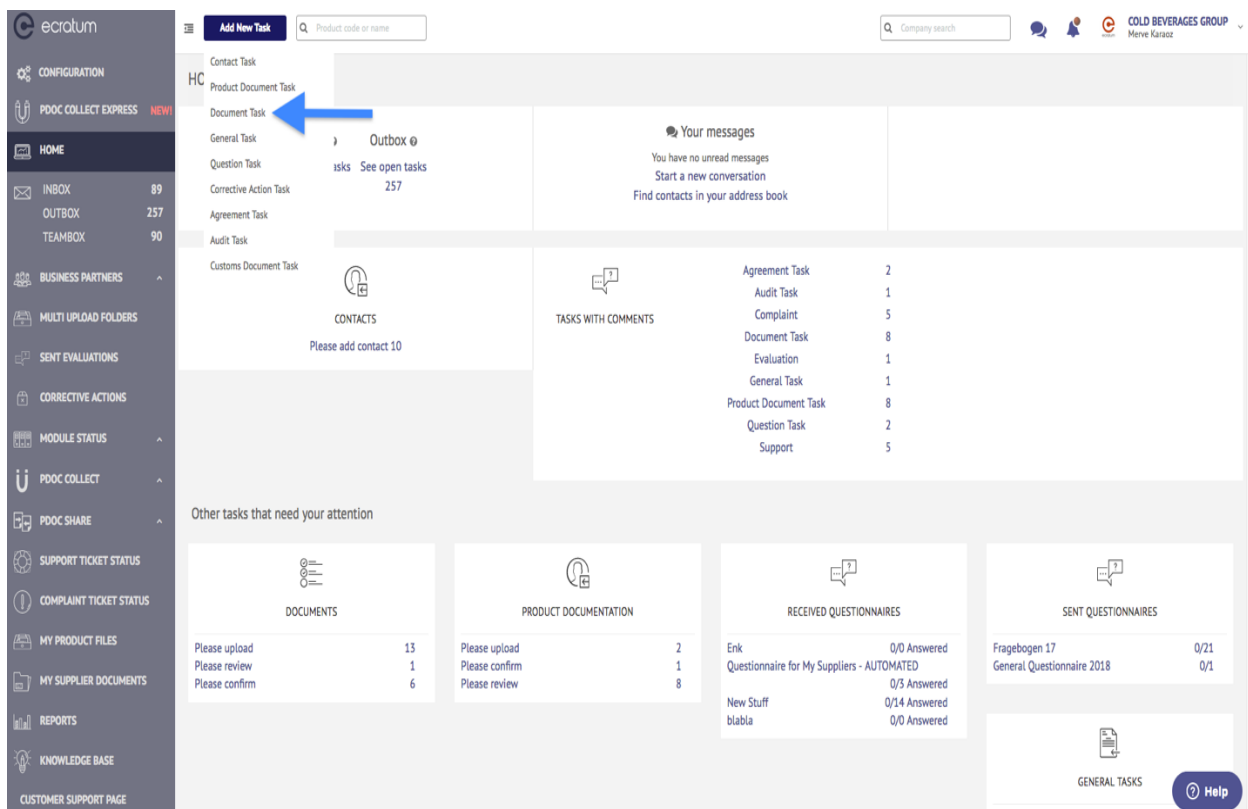 ecratum
Add New Task
Product code or name
Company search
COLD BEVERAGES GROUP
Merve Karaoz
CONFIGURATION
PDOC COLLECT EXPRESS NEW!
HOME
INBOX 89
OUTBOX 257
TEAMBOX 90
BUSINESS PARTNERS
MULTI UPLOAD FOLDERS
SENT EVALUATIONS
CORRECTIVE ACTIONS
MODULE STATUS
PDOC COLLECT
PDOC SHARE
SUPPORT TICKET STATUS
COMPLAINT TICKET STATUS
MY PRODUCT FILES
MY SUPPLIER DOCUMENTS
REPORTS
KNOWLEDGE BASE
CUSTOMER SUPPORT PAGE
Contact Task
Product Document Task
Document Task
General Task
Question Task
Corrective Action Task
Agreement Task
Audit Task
Customs Document Task
Outbox
See open tasks
257
Your messages
You have no unread messages
Start a new conversation
Find contacts in your address book
CONTACTS
Please add contact 10
TASKS WITH COMMENTS
Agreement Task 2
Audit Task 1
Complaint 5
Document Task 8
Evaluation 1
General Task 1
Product Document Task 8
Question Task 2
Support 5
Other tasks that need your attention
DOCUMENTS
Please upload 13
Please review 1
Please confirm 6
PRODUCT DOCUMENTATION
Please upload 2
Please confirm 1
Please review 8
RECEIVED QUESTIONNAIRES
Enk 0/0 Answered
Questionnaire for My Suppliers - AUTOMATED
0/3 Answered
New Stuff 0/14 Answered
blabla 0/0 Answered
SENT QUESTIONNAIRES
Fragebogen 17 0/21
General Questionnaire 2018 0/1
GENERAL TASKS
Help